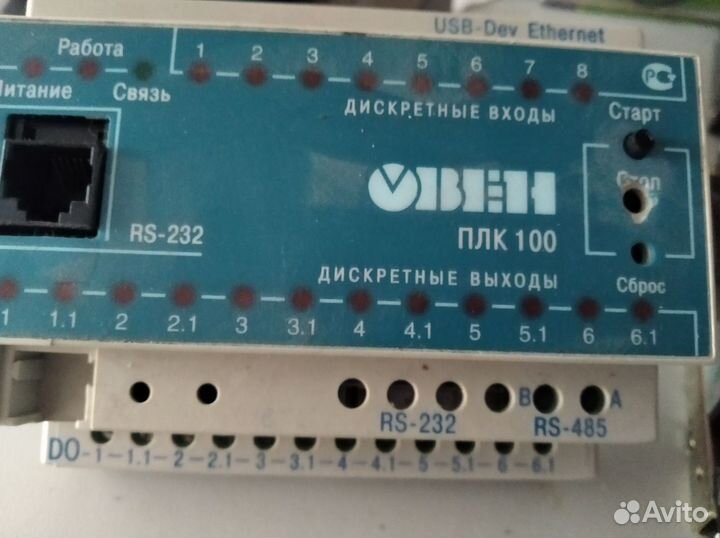 USB-Dev Ethernet
Работа
1 2 3 4 5 6 7 8
РСТ
Питание
Связь
ДИСКРЕТНЫЕ ВХОДЫ
Старт
ОВЕН
Стоп
RS-232
ПЛК 100
ДИСКРЕТНЫЕ ВЫХОДЫ
Сброс
1 1.1 2 2.1 3 3.1 4 4.1 5 5.1 6 6.1
B A
RS-232 RS-485
DO-1-1.1-2-2.1-3-3.1-4-4.1-5-5.1-6-6.1
Avito